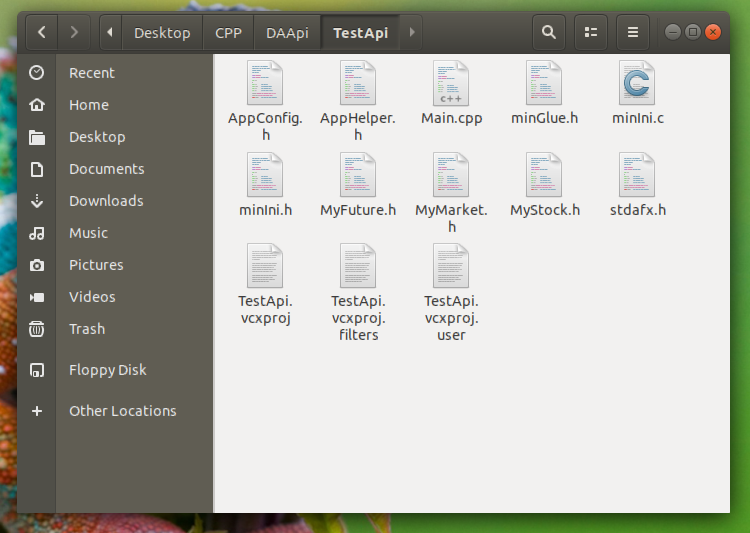 Desktop CPP DAApi TestApi
Recent
Home
Desktop
Documents
Downloads
Music
Pictures
Videos
Trash
Floppy Disk
Other Locations
AppConfig.
h
AppHelper.
h
c++
Main.cpp
minGlue.h
C
minIni.c
minIni.h
MyFuture.h
MyMarket.
h
MyStock.h
stdafx.h
TestApi.
vcxproj
TestApi.
vcxproj.
filters
TestApi.
vcxproj.
user